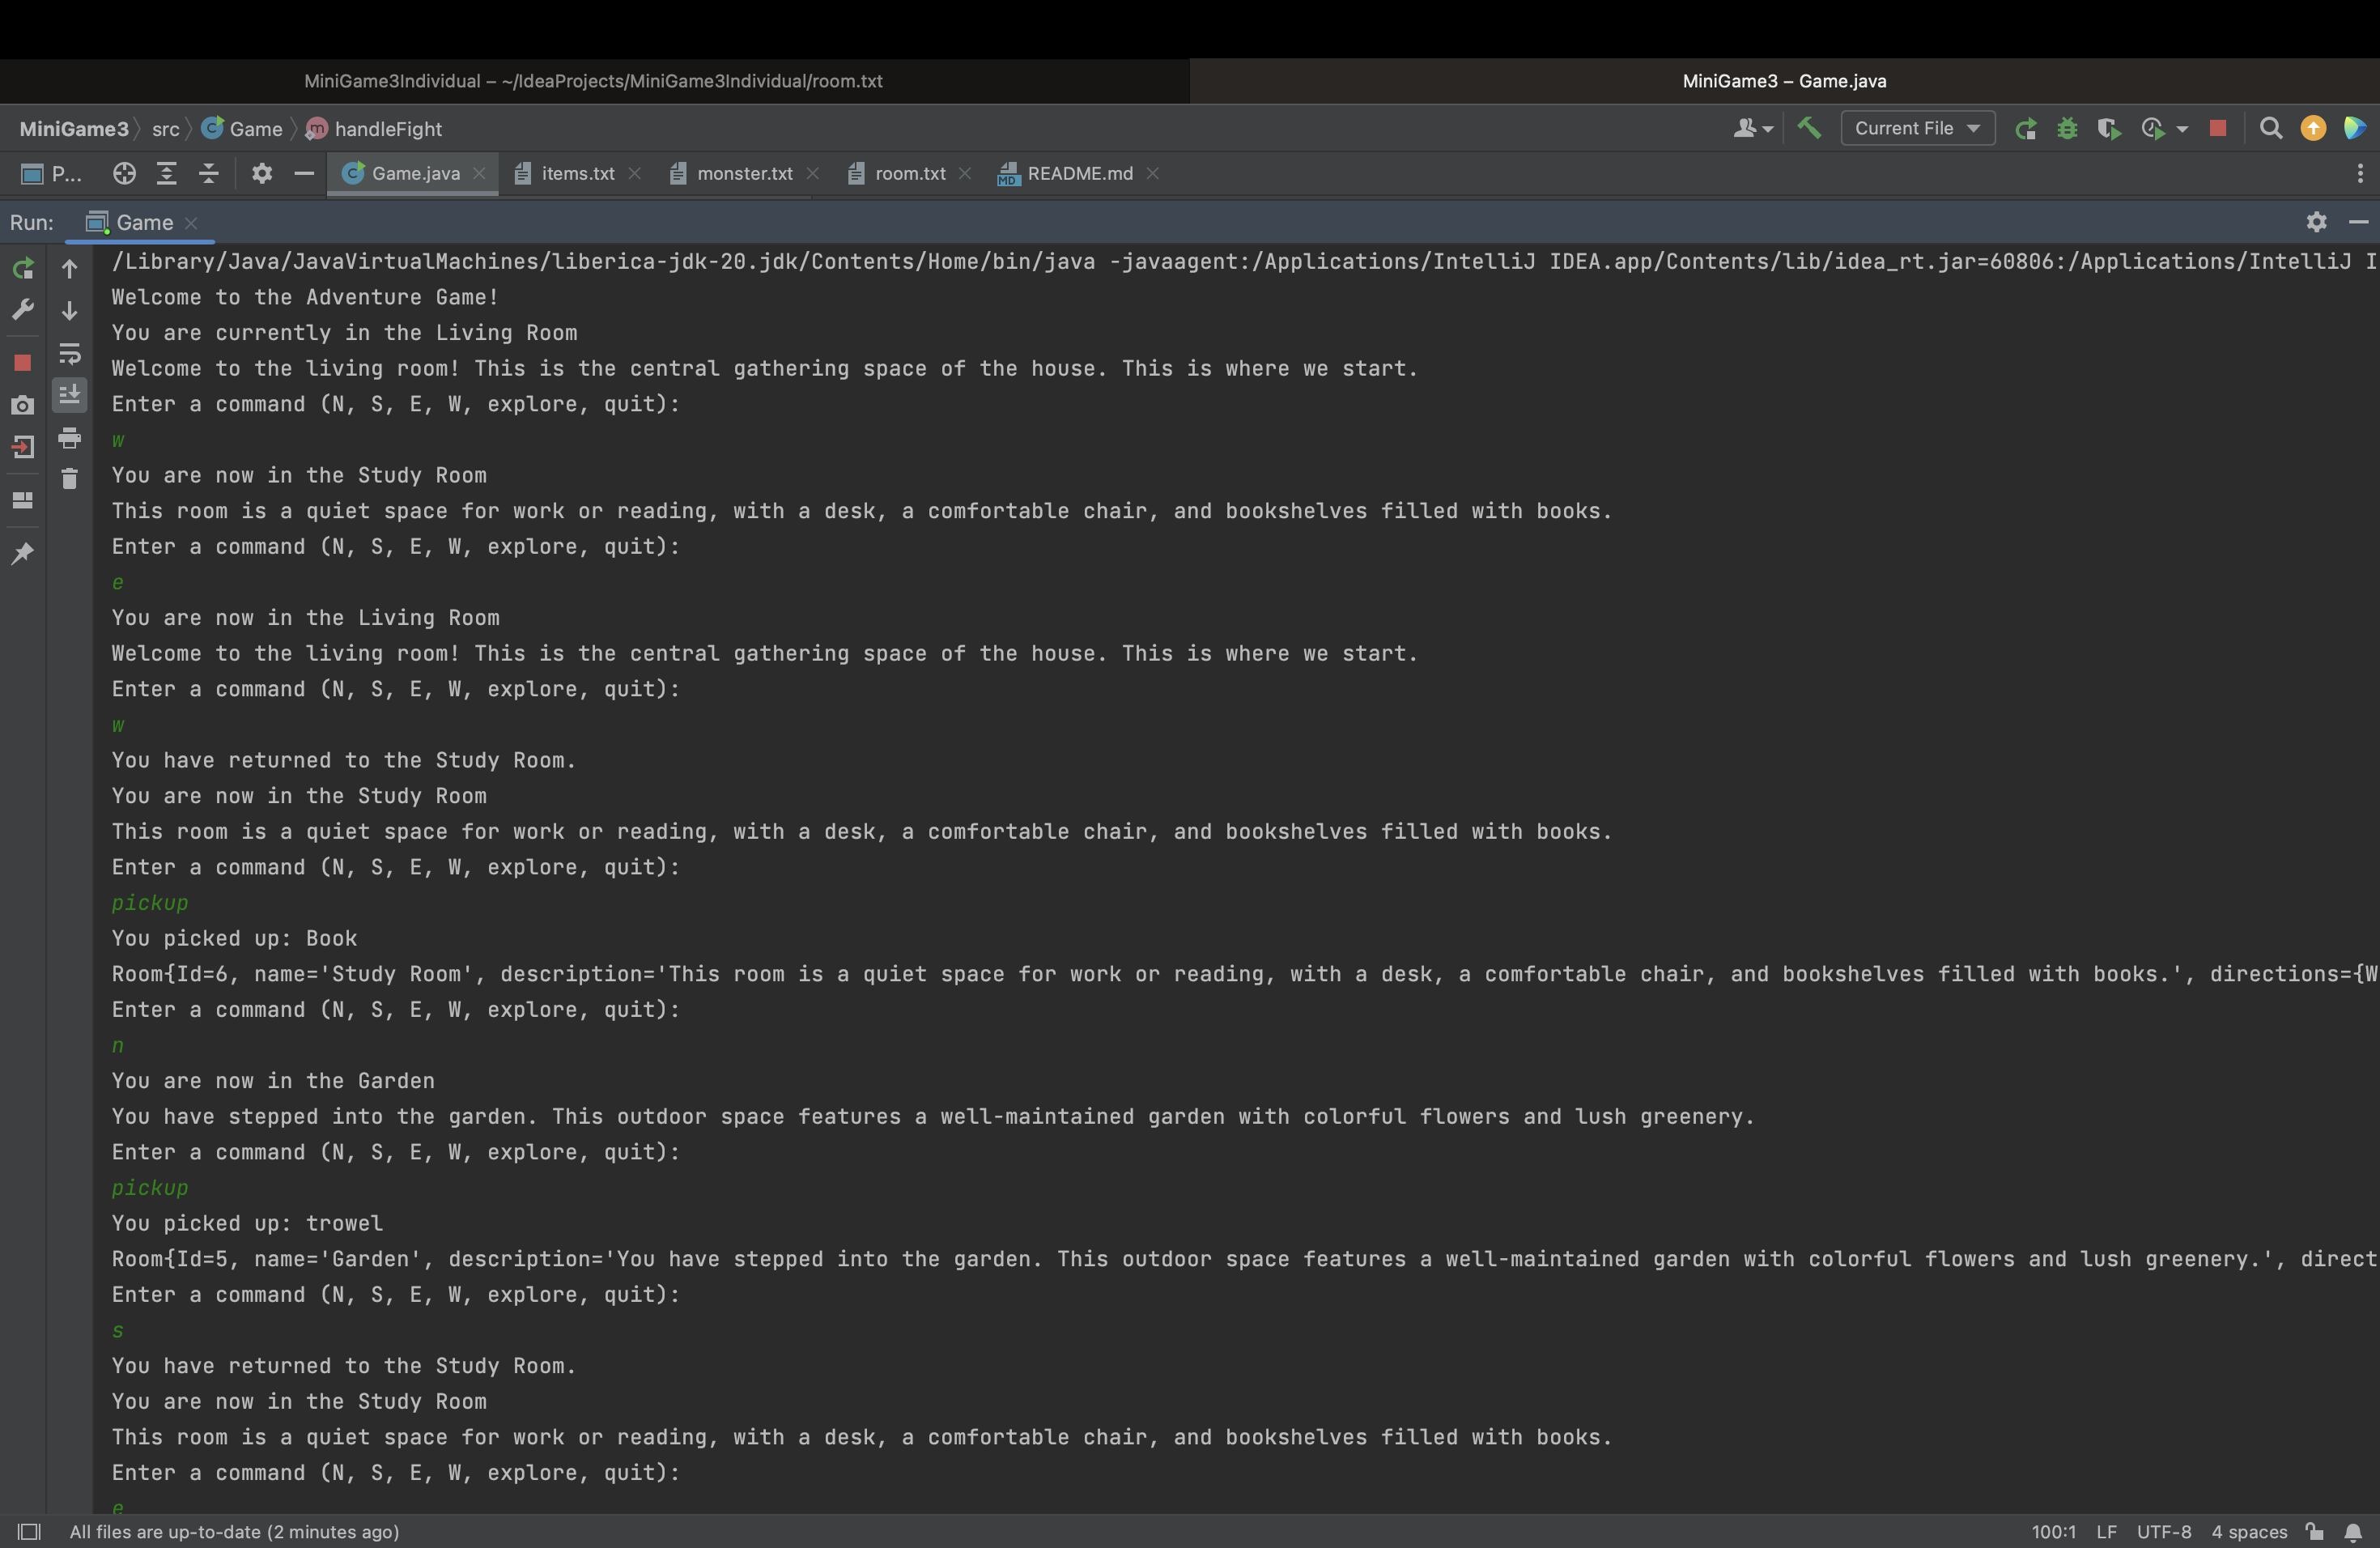 MiniGame3Individual – ~/IdeaProjects/MiniGame3Individual/room.txt
MiniGame3 – Game.java
MiniGame3 src Game handleFight
Current File
P... Game.java items.txt monster.txt room.txt README.md
Run: Game
/Library/Java/JavaVirtualMachines/liberica-jdk-20.jdk/Contents/Home/bin/java -javaagent:/Applications/IntelliJ IDEA.app/Contents/lib/idea_rt.jar=60806:/Applications/IntelliJ I
Welcome to the Adventure Game!
You are currently in the Living Room
Welcome to the living room! This is the central gathering space of the house. This is where we start.
Enter a command (N, S, E, W, explore, quit):
w
You are now in the Study Room
This room is a quiet space for work or reading, with a desk, a comfortable chair, and bookshelves filled with books.
Enter a command (N, S, E, W, explore, quit):
e
You are now in the Living Room
Welcome to the living room! This is the central gathering space of the house. This is where we start.
Enter a command (N, S, E, W, explore, quit):
w
You have returned to the Study Room.
You are now in the Study Room
This room is a quiet space for work or reading, with a desk, a comfortable chair, and bookshelves filled with books.
Enter a command (N, S, E, W, explore, quit):
pickup
You picked up: Book
Room{Id=6, name='Study Room', description='This room is a quiet space for work or reading, with a desk, a comfortable chair, and bookshelves filled with books.', directions={W
Enter a command (N, S, E, W, explore, quit):
n
You are now in the Garden
You have stepped into the garden. This outdoor space features a well-maintained garden with colorful flowers and lush greenery.
Enter a command (N, S, E, W, explore, quit):
pickup
You picked up: trowel
Room{Id=5, name='Garden', description='You have stepped into the garden. This outdoor space features a well-maintained garden with colorful flowers and lush greenery.', direct
Enter a command (N, S, E, W, explore, quit):
s
You have returned to the Study Room.
You are now in the Study Room
This room is a quiet space for work or reading, with a desk, a comfortable chair, and bookshelves filled with books.
Enter a command (N, S, E, W, explore, quit):
e
All files are up-to-date (2 minutes ago)
100:1 LF UTF-8 4 spaces